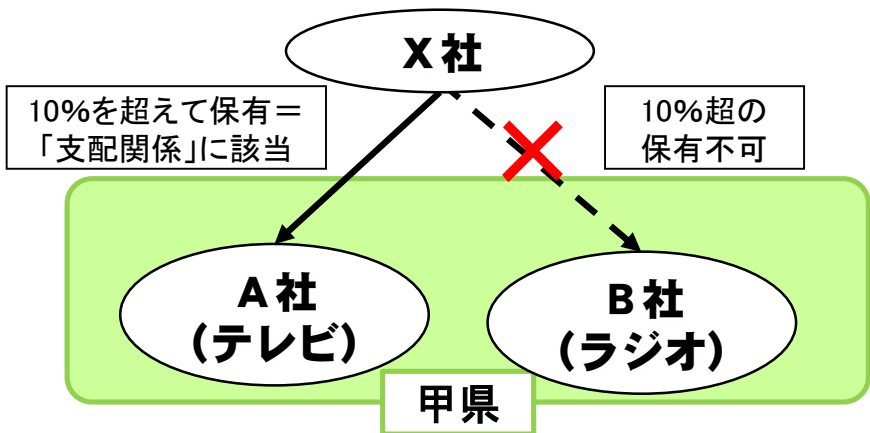 X社
10%を超えて保有=
「支配関係」に該当
10%超の
保有不可
A社
(テレビ)
B社
(ラジオ)
甲県